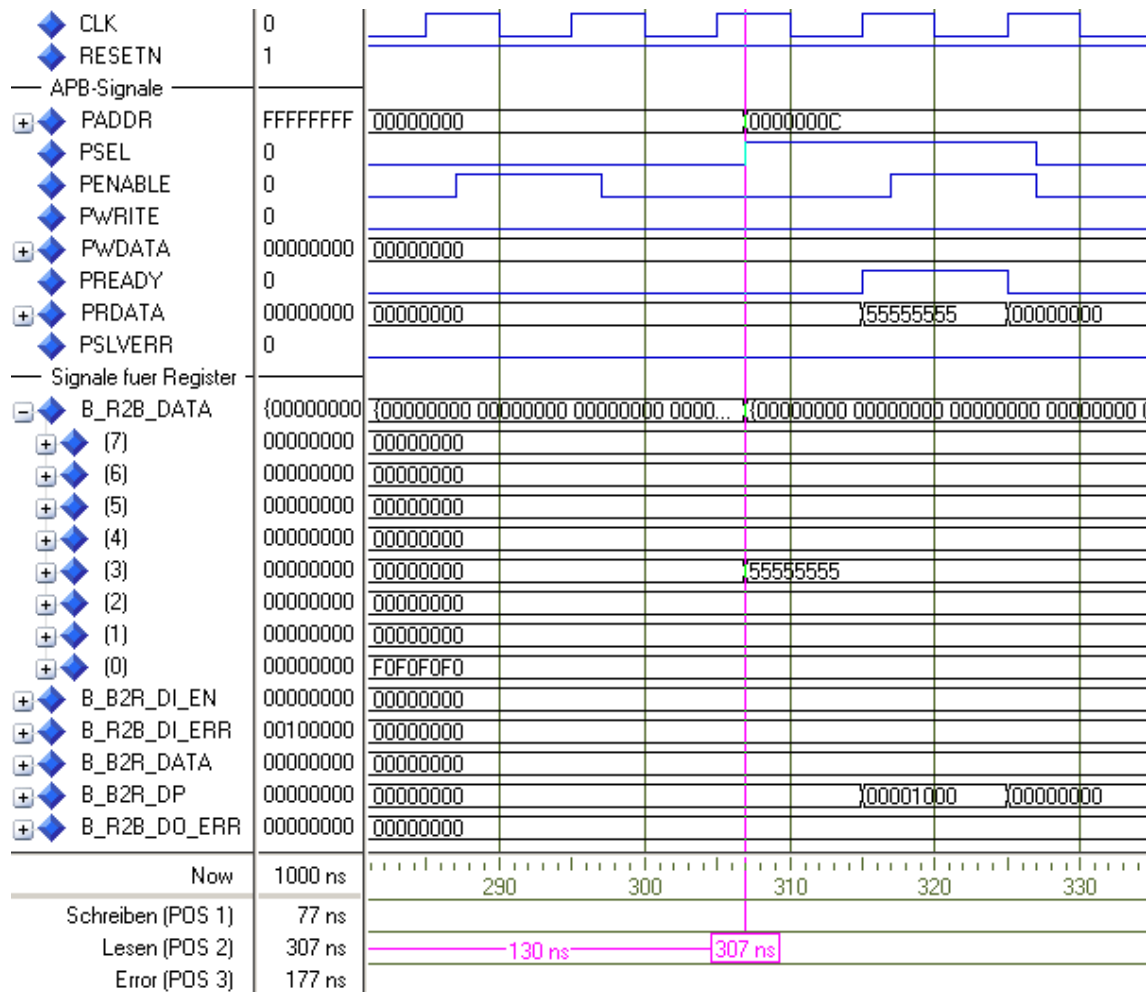 CLK 0
RESETN 1
APB-Signale
PADDR FFFFFFFF 00000000 0000000C
PSEL 0
PENABLE 0
PWRITE 0
PWDATA 00000000 00000000
PREADY 0
PRDATA 00000000 00000000 55555555 00000000
PSLVERR 0
Signale fuer Register
B_R2B_DATA {00000000 {00000000 00000000 00000000 0000... {00000000 00000000 00000000 00000000
(7) 00000000 00000000
(6) 00000000 00000000
(5) 00000000 00000000
(4) 00000000 00000000
(3) 00000000 00000000 55555555
(2) 00000000 00000000
(1) 00000000 00000000
(0) 00000000 F0F0F0F0
B_B2R_DI_EN 00000000 00000000
B_R2B_DI_ERR 00100000 00000000
B_B2R_DATA 00000000 00000000
B_B2R_DP 00000000 00000000 00001000 00000000
B_R2B_DO_ERR 00000000 00000000
Now 1000 ns 290 300 310 320 330
Schreiben (POS 1) 77 ns
Lesen (POS 2) 307 ns 130 ns 307 ns
Error (POS 3) 177 ns